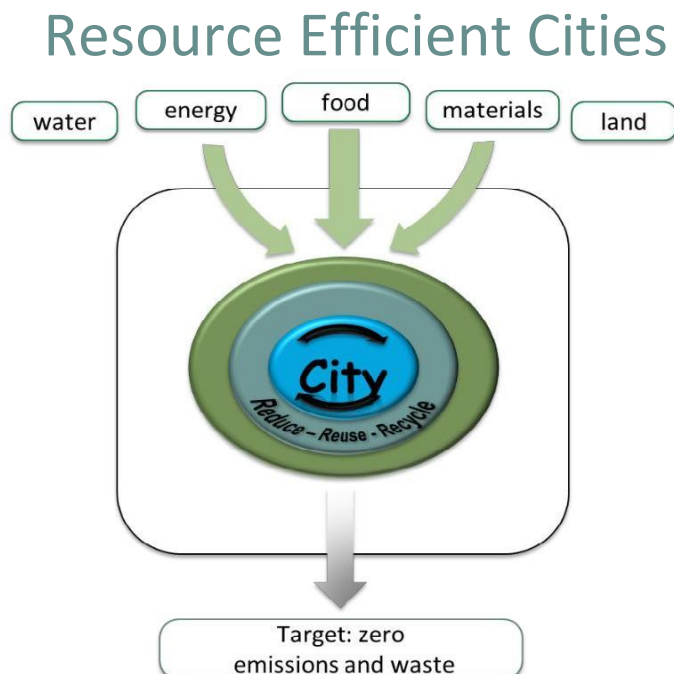 Resource Efficient Cities
water
energy
food
materials
land
City
Reduce – Reuse - Recycle
Target: zero
emissions and waste